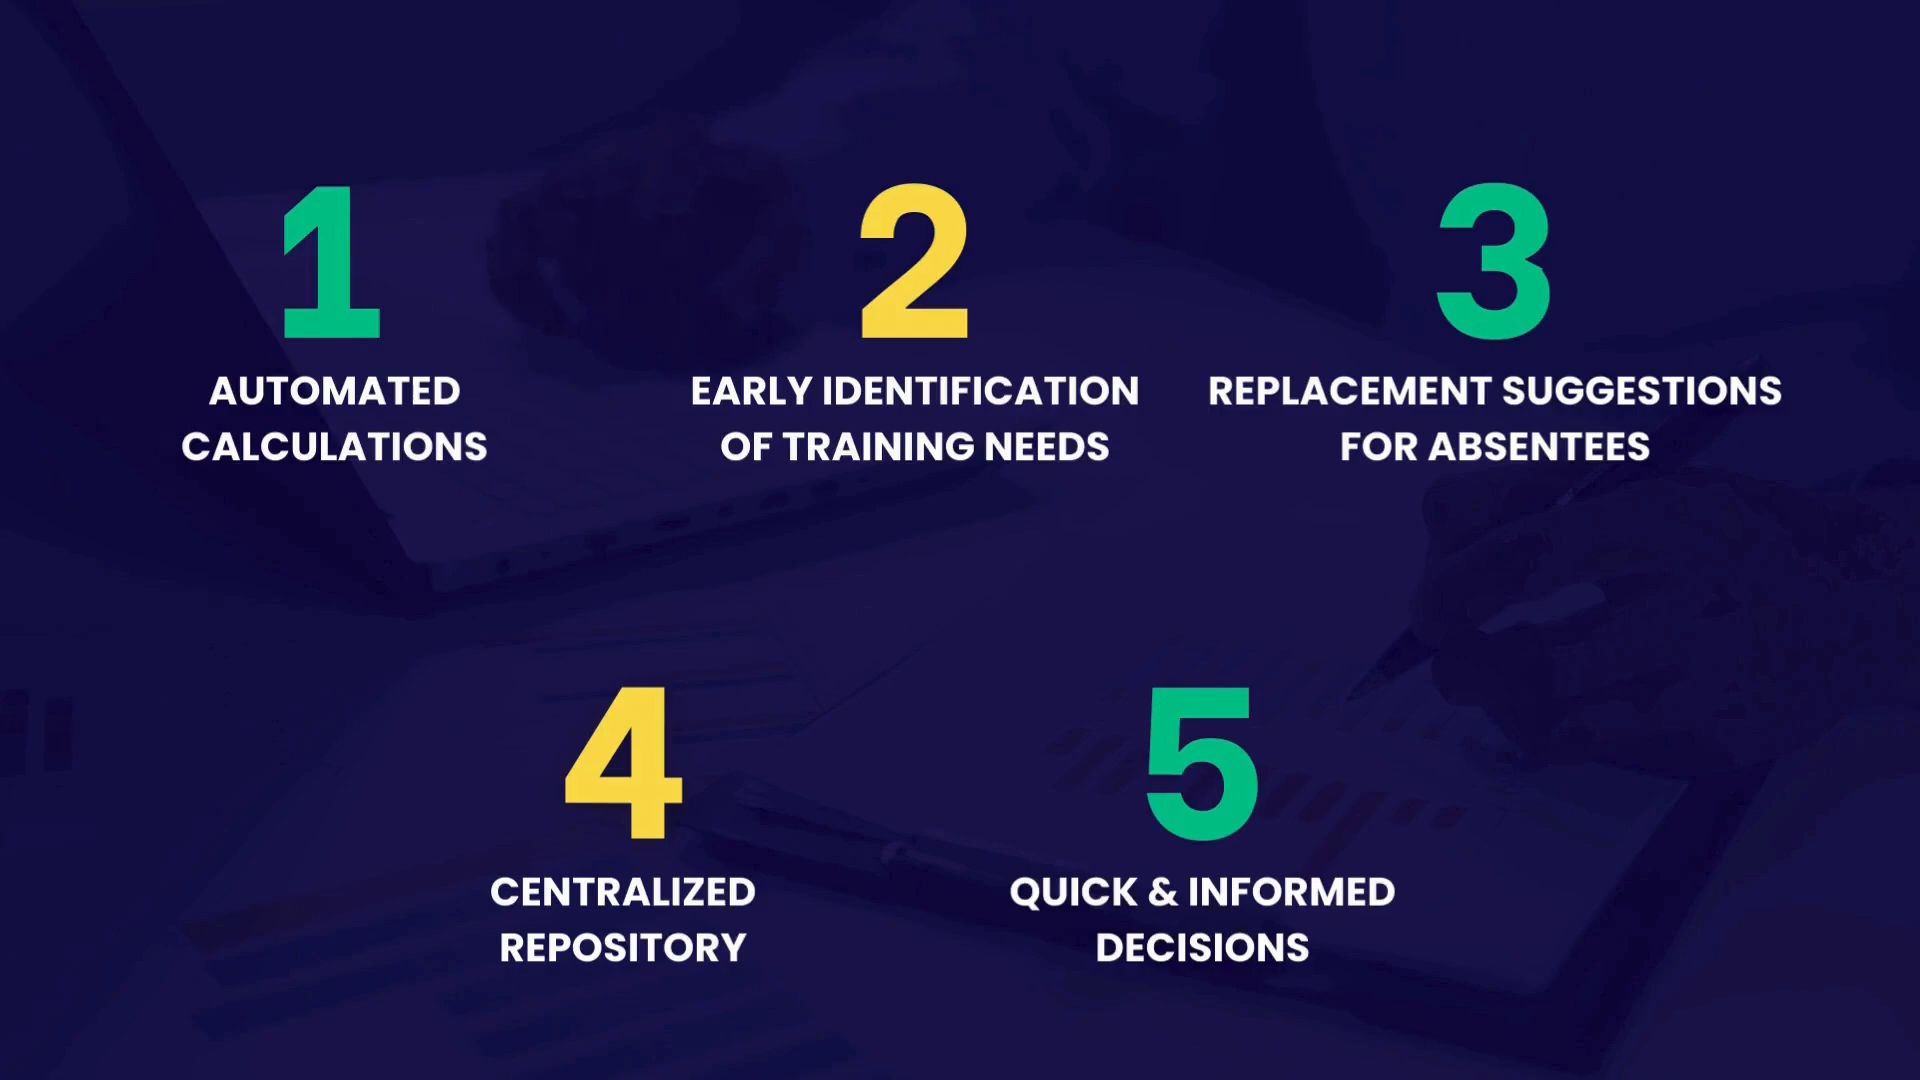 1
AUTOMATED
CALCULATIONS
2
EARLY IDENTIFICATION
OF TRAINING NEEDS
3
REPLACEMENT SUGGESTIONS
FOR ABSENTEES
4
CENTRALIZED
REPOSITORY
5
QUICK & INFORMED
DECISIONS